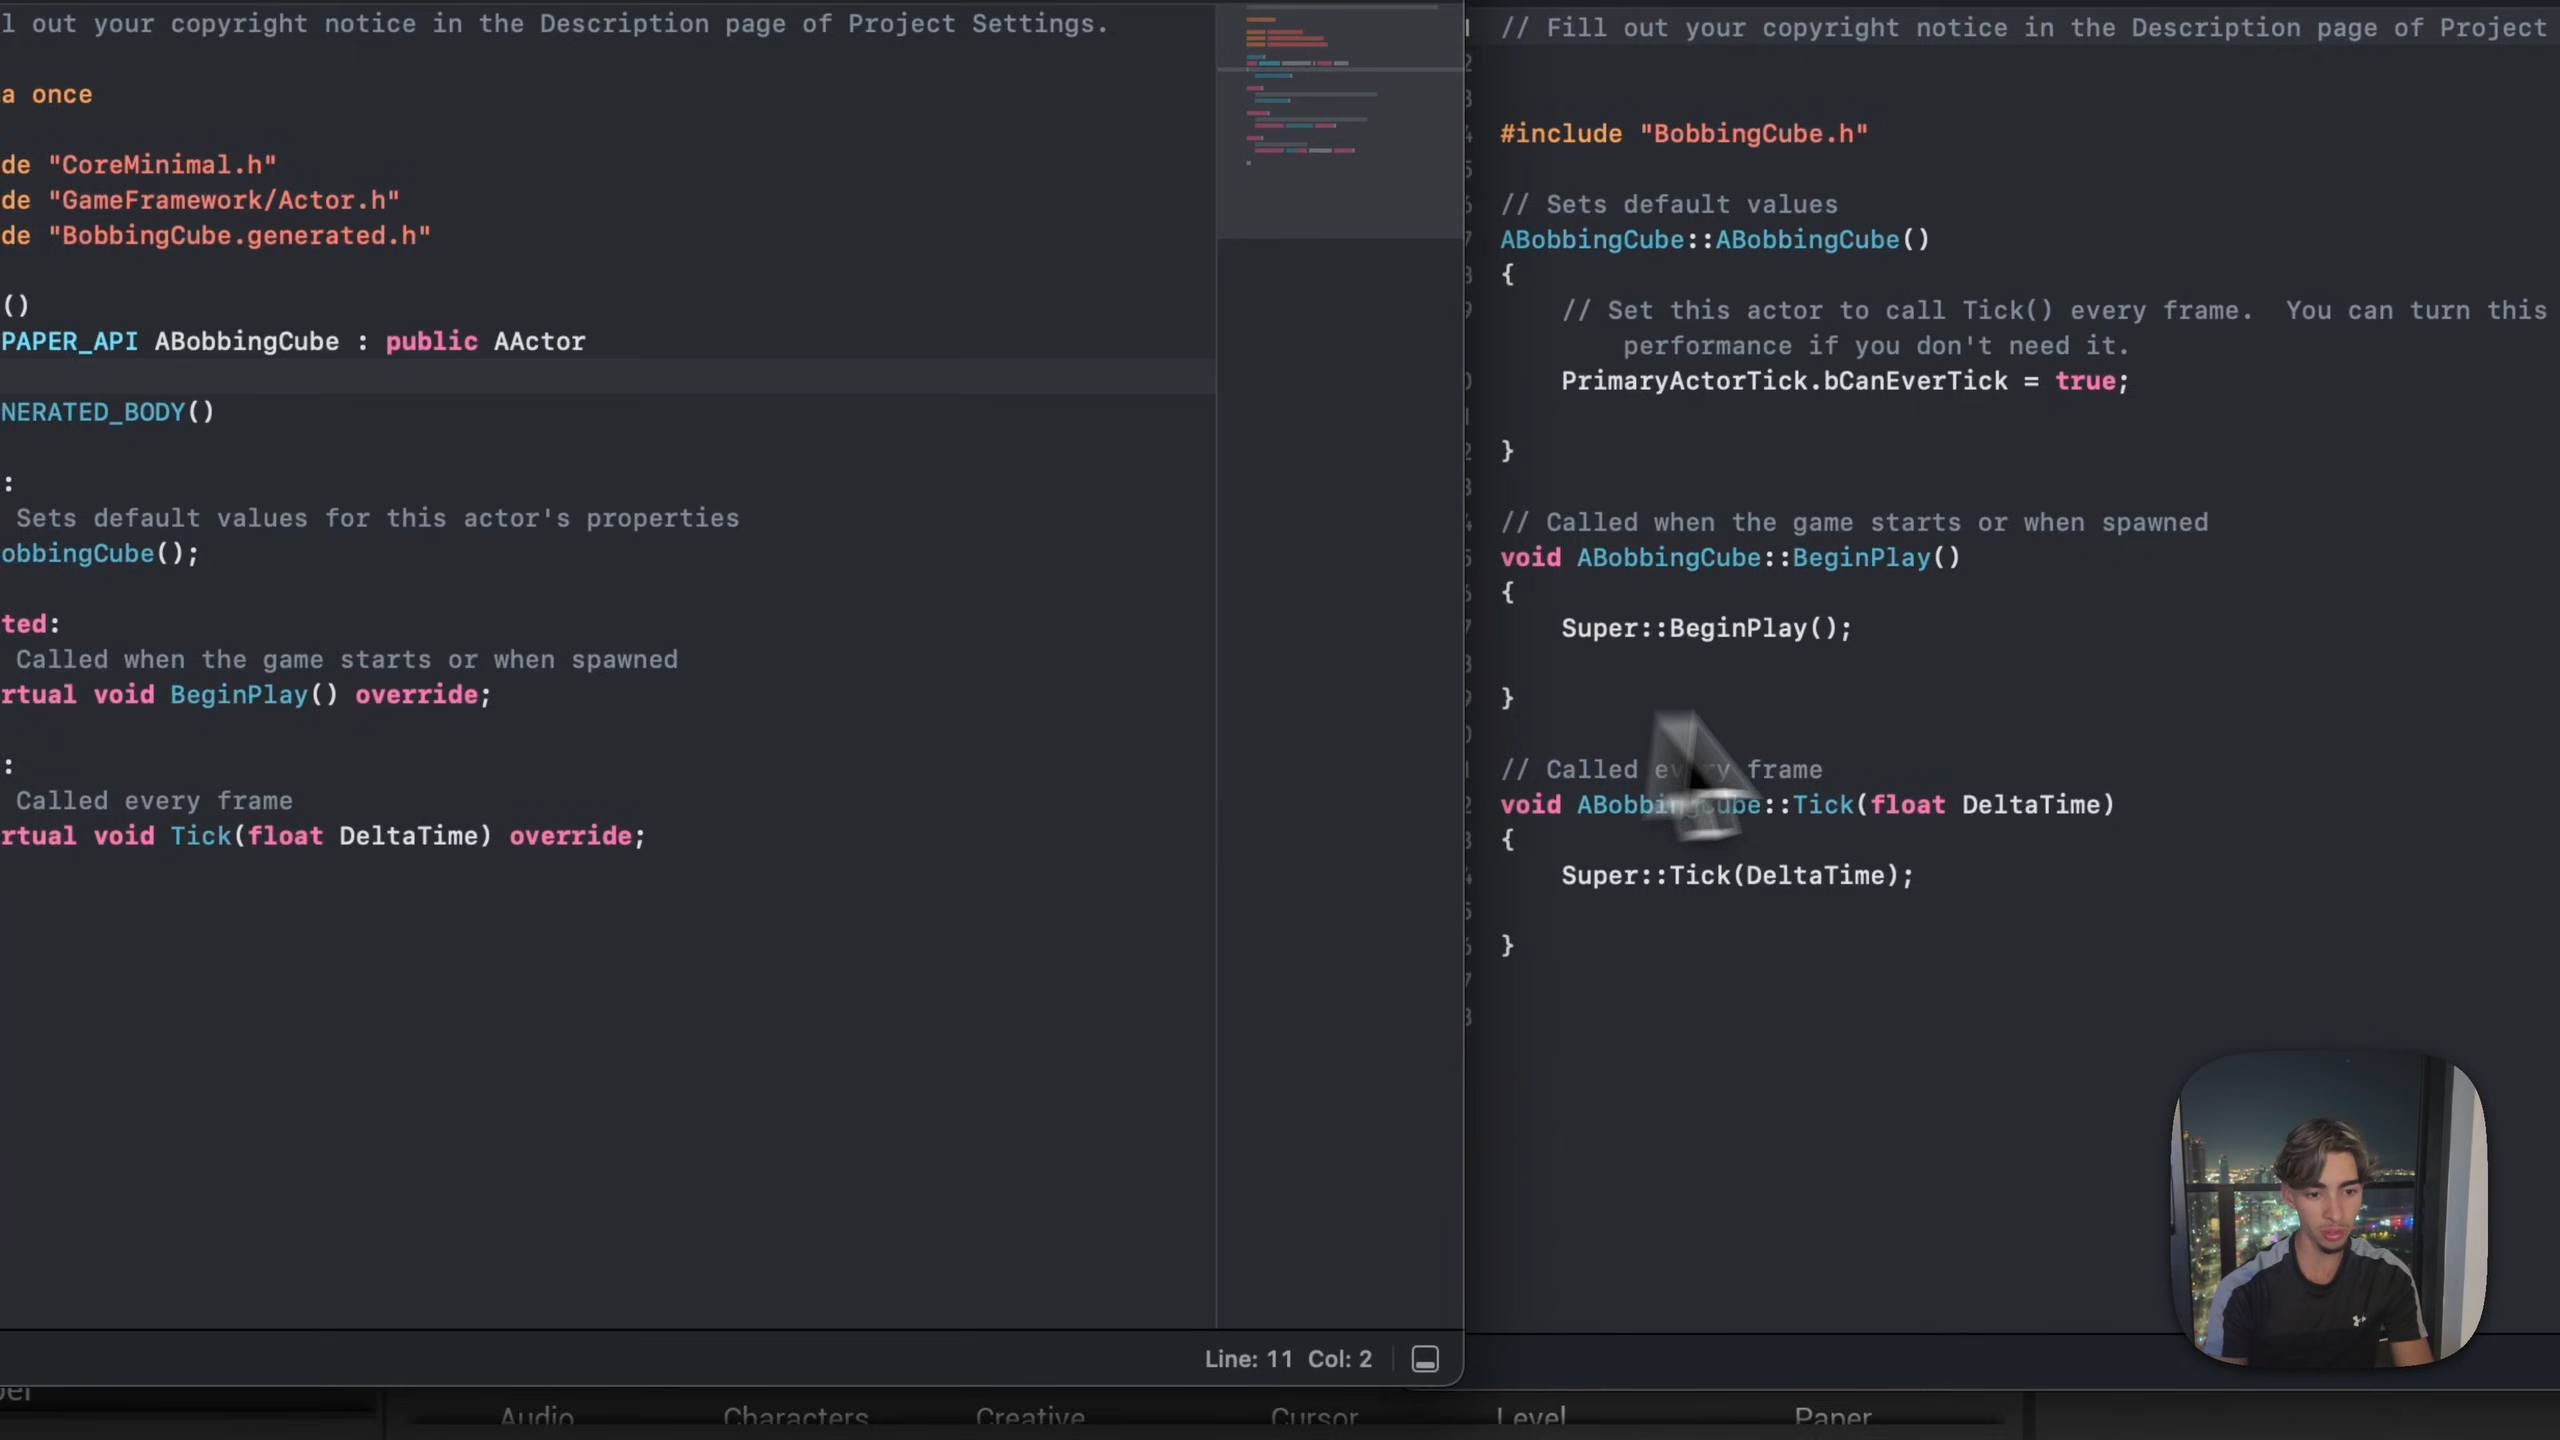 l out your copyright notice in the Description page of Project Settings.
a once
de "CoreMinimal.h"
de "GameFramework/Actor.h"
de "BobbingCube.generated.h"
()
PAPER_API ABobbingCube : public AActor
NERATED_BODY()
:
Sets default values for this actor's properties
obbingCube();
ted:
Called when the game starts or when spawned
rtual void BeginPlay() override;
:
Called every frame
rtual void Tick(float DeltaTime) override;
Line: 11 Col: 2
// Fill out your copyright notice in the Description page of Project
#include "BobbingCube.h"
// Sets default values
ABobbingCube::ABobbingCube()
{
// Set this actor to call Tick() every frame. You can turn this
performance if you don't need it.
PrimaryActorTick.bCanEverTick = true;
}
// Called when the game starts or when spawned
void ABobbingCube::BeginPlay()
{
Super::BeginPlay();
}
// Called every frame
void ABobbingCube::Tick(float DeltaTime)
{
Super::Tick(DeltaTime);
}
Audio Characters Creative Cursor Level Paper